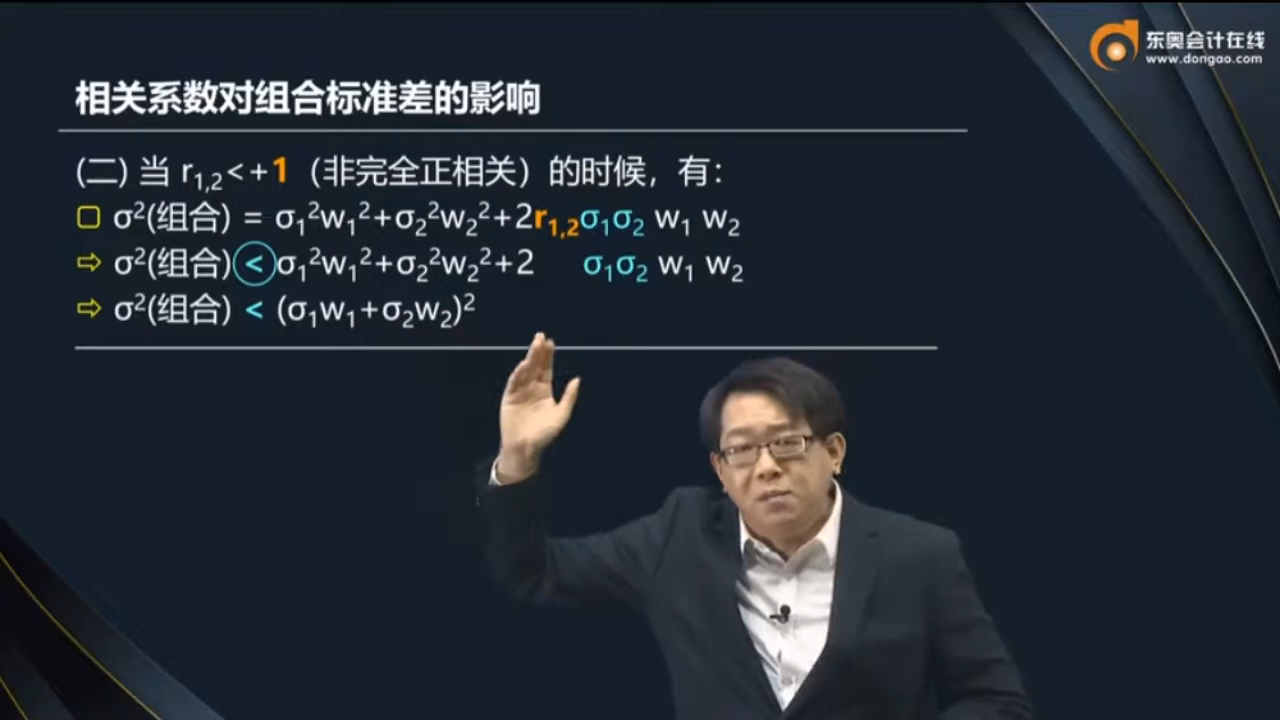 东奥会计在线
www.dongao.com
相关系数对组合标准差的影响
(二) 当 r₁,₂<+1（非完全正相关）的时候，有：
σ²(组合) = σ₁²w₁²+σ₂²w₂²+2r₁,₂σ₁σ₂ w₁ w₂
⇨ σ²(组合) < σ₁²w₁²+σ₂²w₂²+2 σ₁σ₂ w₁ w₂
⇨ σ²(组合) < (σ₁w₁+σ₂w₂)²